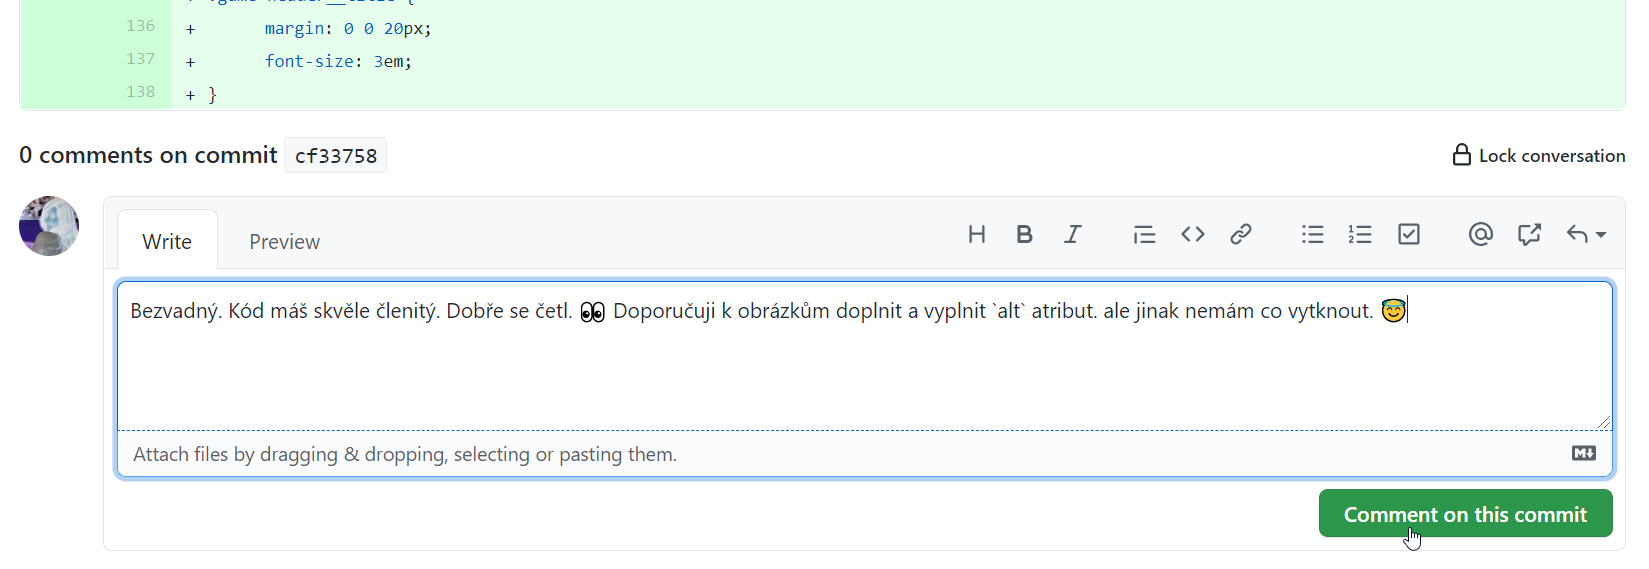 136 + margin: 0 0 20px;
137 + font-size: 3em;
138 + }
0 comments on commit cf33758
Lock conversation
Write Preview
Bezvadný. Kód máš skvěle členitý. Dobře se četl. 👀 Doporučuji k obrázkům doplnit a vyplnit `alt` atribut. ale jinak nemám co vytknout. 😇
Attach files by dragging & dropping, selecting or pasting them.
Comment on this commit